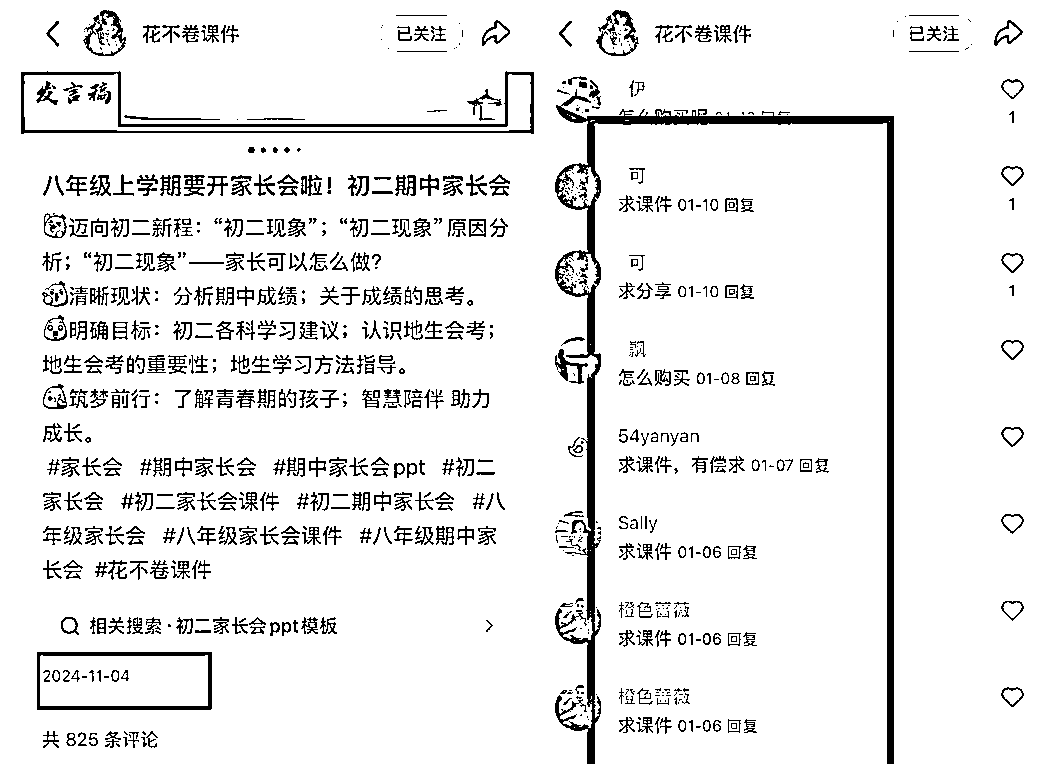 花不卷课件
已关注
发言稿
八年级上学期要开家长会啦！初二期中家长会
迈向初二新程：“初二现象”；“初二现象”原因分
析；“初二现象”——家长可以怎么做？
清晰现状：分析期中成绩；关于成绩的思考。
明确目标：初二各科学习建议；认识地生会考；
地生会考的重要性；地生学习方法指导。
筑梦前行：了解青春期的孩子；智慧陪伴 助力
成长。
#家长会 #期中家长会 #期中家长会ppt #初二
家长会 #初二家长会课件 #初二期中家长会 #八
年级家长会 #八年级家长会课件 #八年级期中家
长会 #花不卷课件
相关搜索·初二家长会ppt模板
2024-11-04
共 825 条评论
花不卷课件
已关注
伊
怎么购买呢 01-12 回复
1
可
求课件 01-10 回复
1
可
求分享 01-10 回复
1
飘
怎么购买 01-08 回复
54yanyan
求课件，有偿求 01-07 回复
Sally
求课件 01-06 回复
橙色蔷薇
求课件 01-06 回复
橙色蔷薇
求课件 01-06 回复